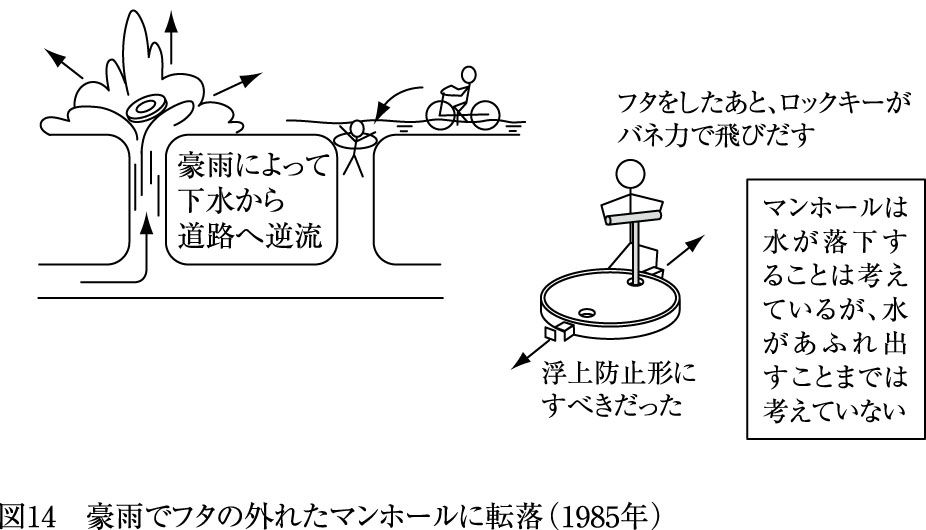 豪雨によって
下水から
道路へ逆流
フタをしたあと、ロックキーが
バネ力で飛びだす
浮上防止形に
すべきだった
マンホールは
水が落下す
ることは考え
ているが、水
があふれ出
すことまでは
考えていない
図14　豪雨でフタの外れたマンホールに転落（1985年）